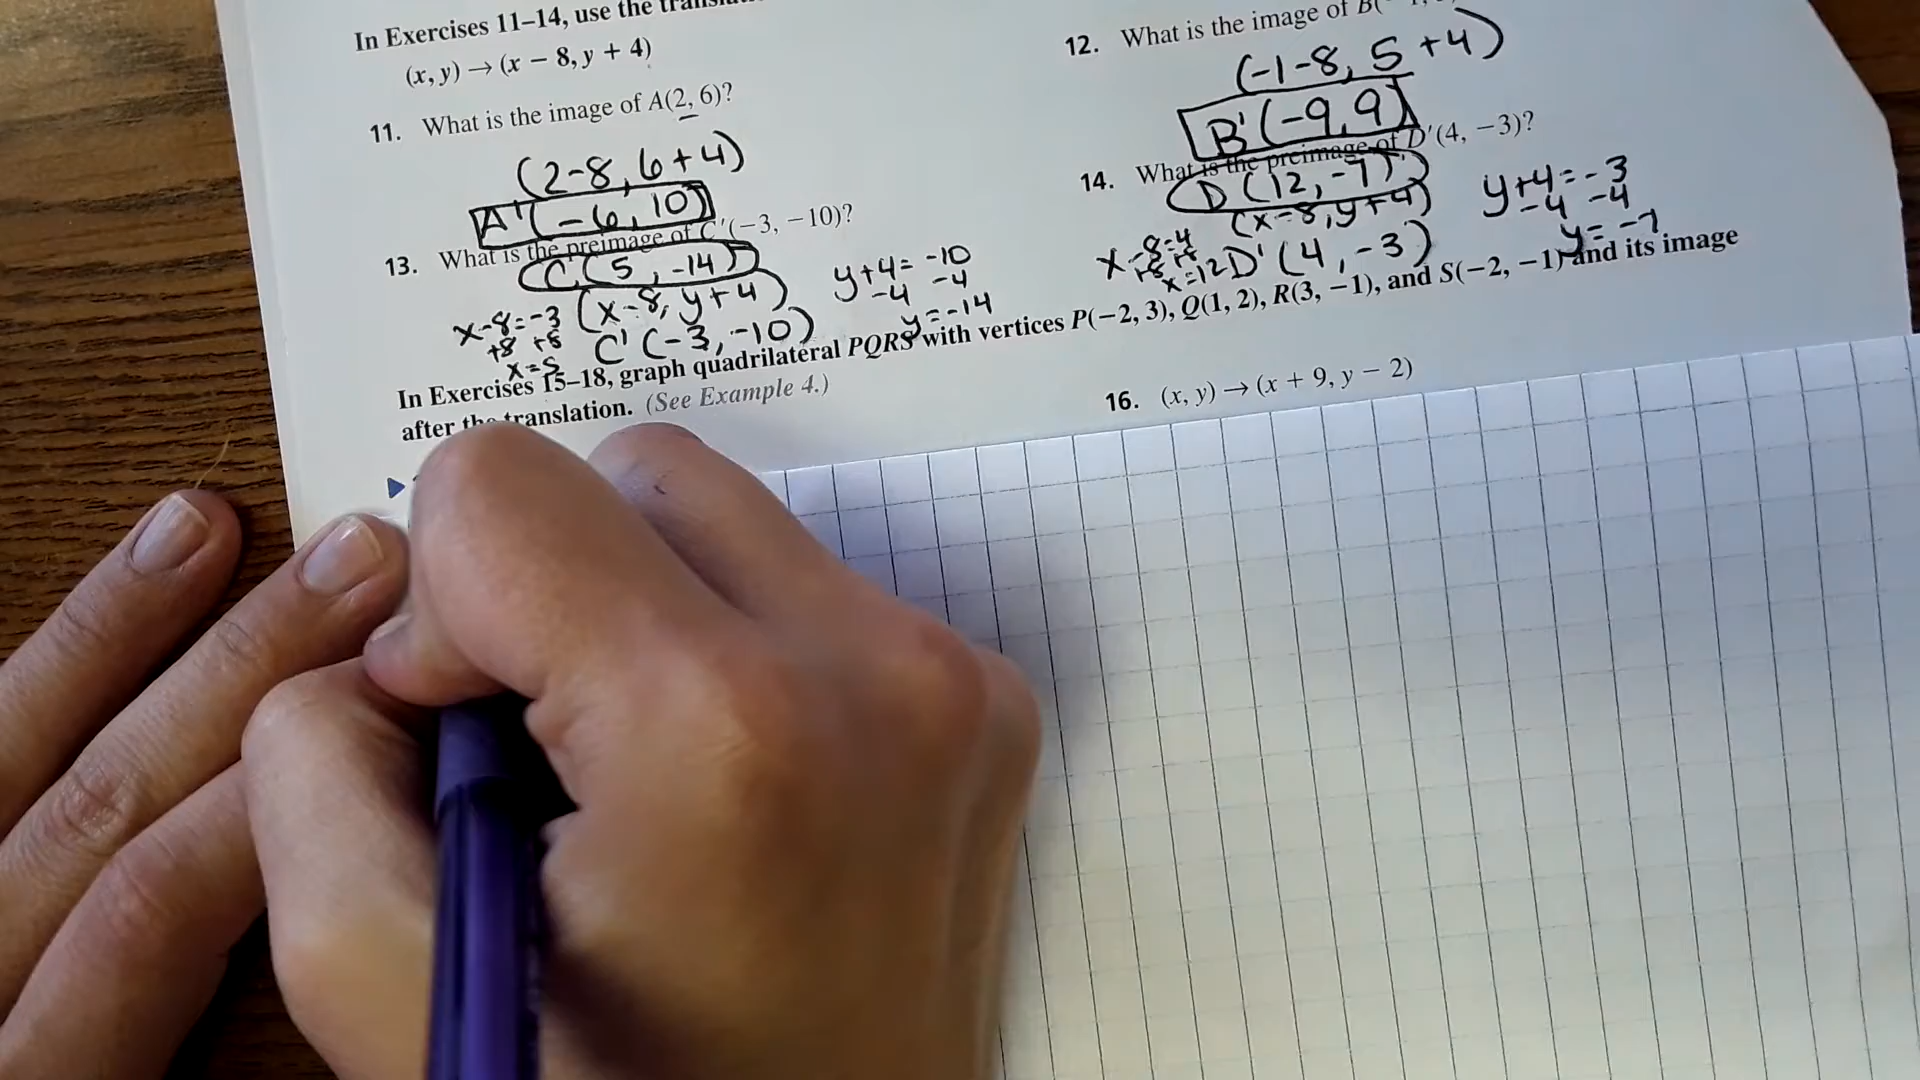 In Exercises 11–14, use the
(x, y) → (x − 8, y + 4)
11. What is the image of A(2, 6)?
(2-8, 6+4)
A'(-6, 10)
13. What is the preimage of C'(−3, −10)?
C(5, -14)
(x-8, y+4)
C'(-3, -10)
x-8=-3
+8 +8
x=5
y+4=-10
-4 -4
y=-14
12. What is the image of B(
(-1-8, 5+4)
B'(-9, 9)
14. What is the preimage of D'(4, −3)?
D(12, -7)
(x-8, y+4)
D'(4, -3)
x-8=4
+8 +8
x=12
y+4=-3
-4 -4
y=-7
In Exercises 15–18, graph quadrilateral PQRS with vertices P(−2, 3), Q(1, 2), R(3, −1), and S(−2, −1) and its image
after the translation. (See Example 4.)
16. (x, y) → (x + 9, y − 2)